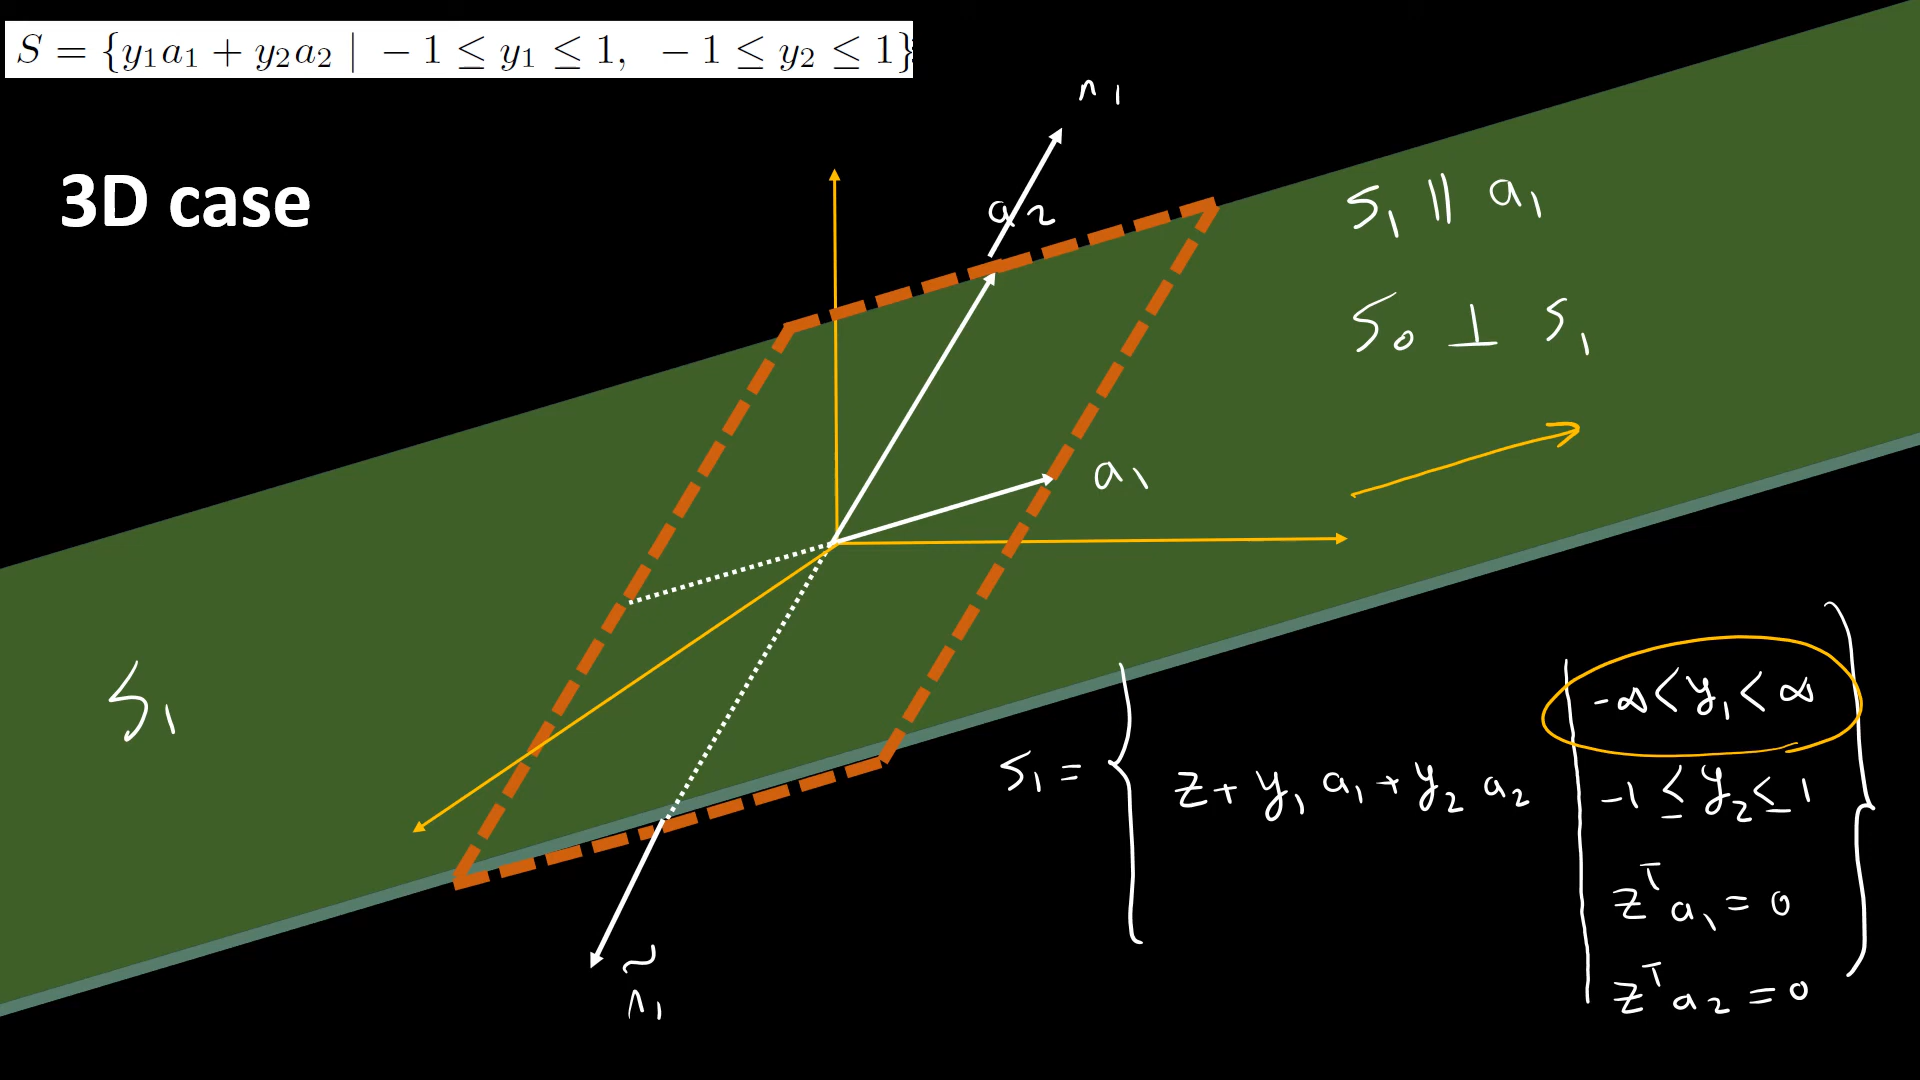 S = {y₁a₁ + y₂a₂ | − 1 ≤ y₁ ≤ 1, − 1 ≤ y₂ ≤ 1}
n₁
3D case
a₂
S₁ || a₁
S₀ ⊥ S₁
a₁
S₁
S₁ = { z + y₁ a₁ + y₂ a₂ | -∞ < y₁ < ∞
-1 ≤ y₂ ≤ 1
zᵀa₁ = 0
zᵀa₂ = 0 }
ñ₁